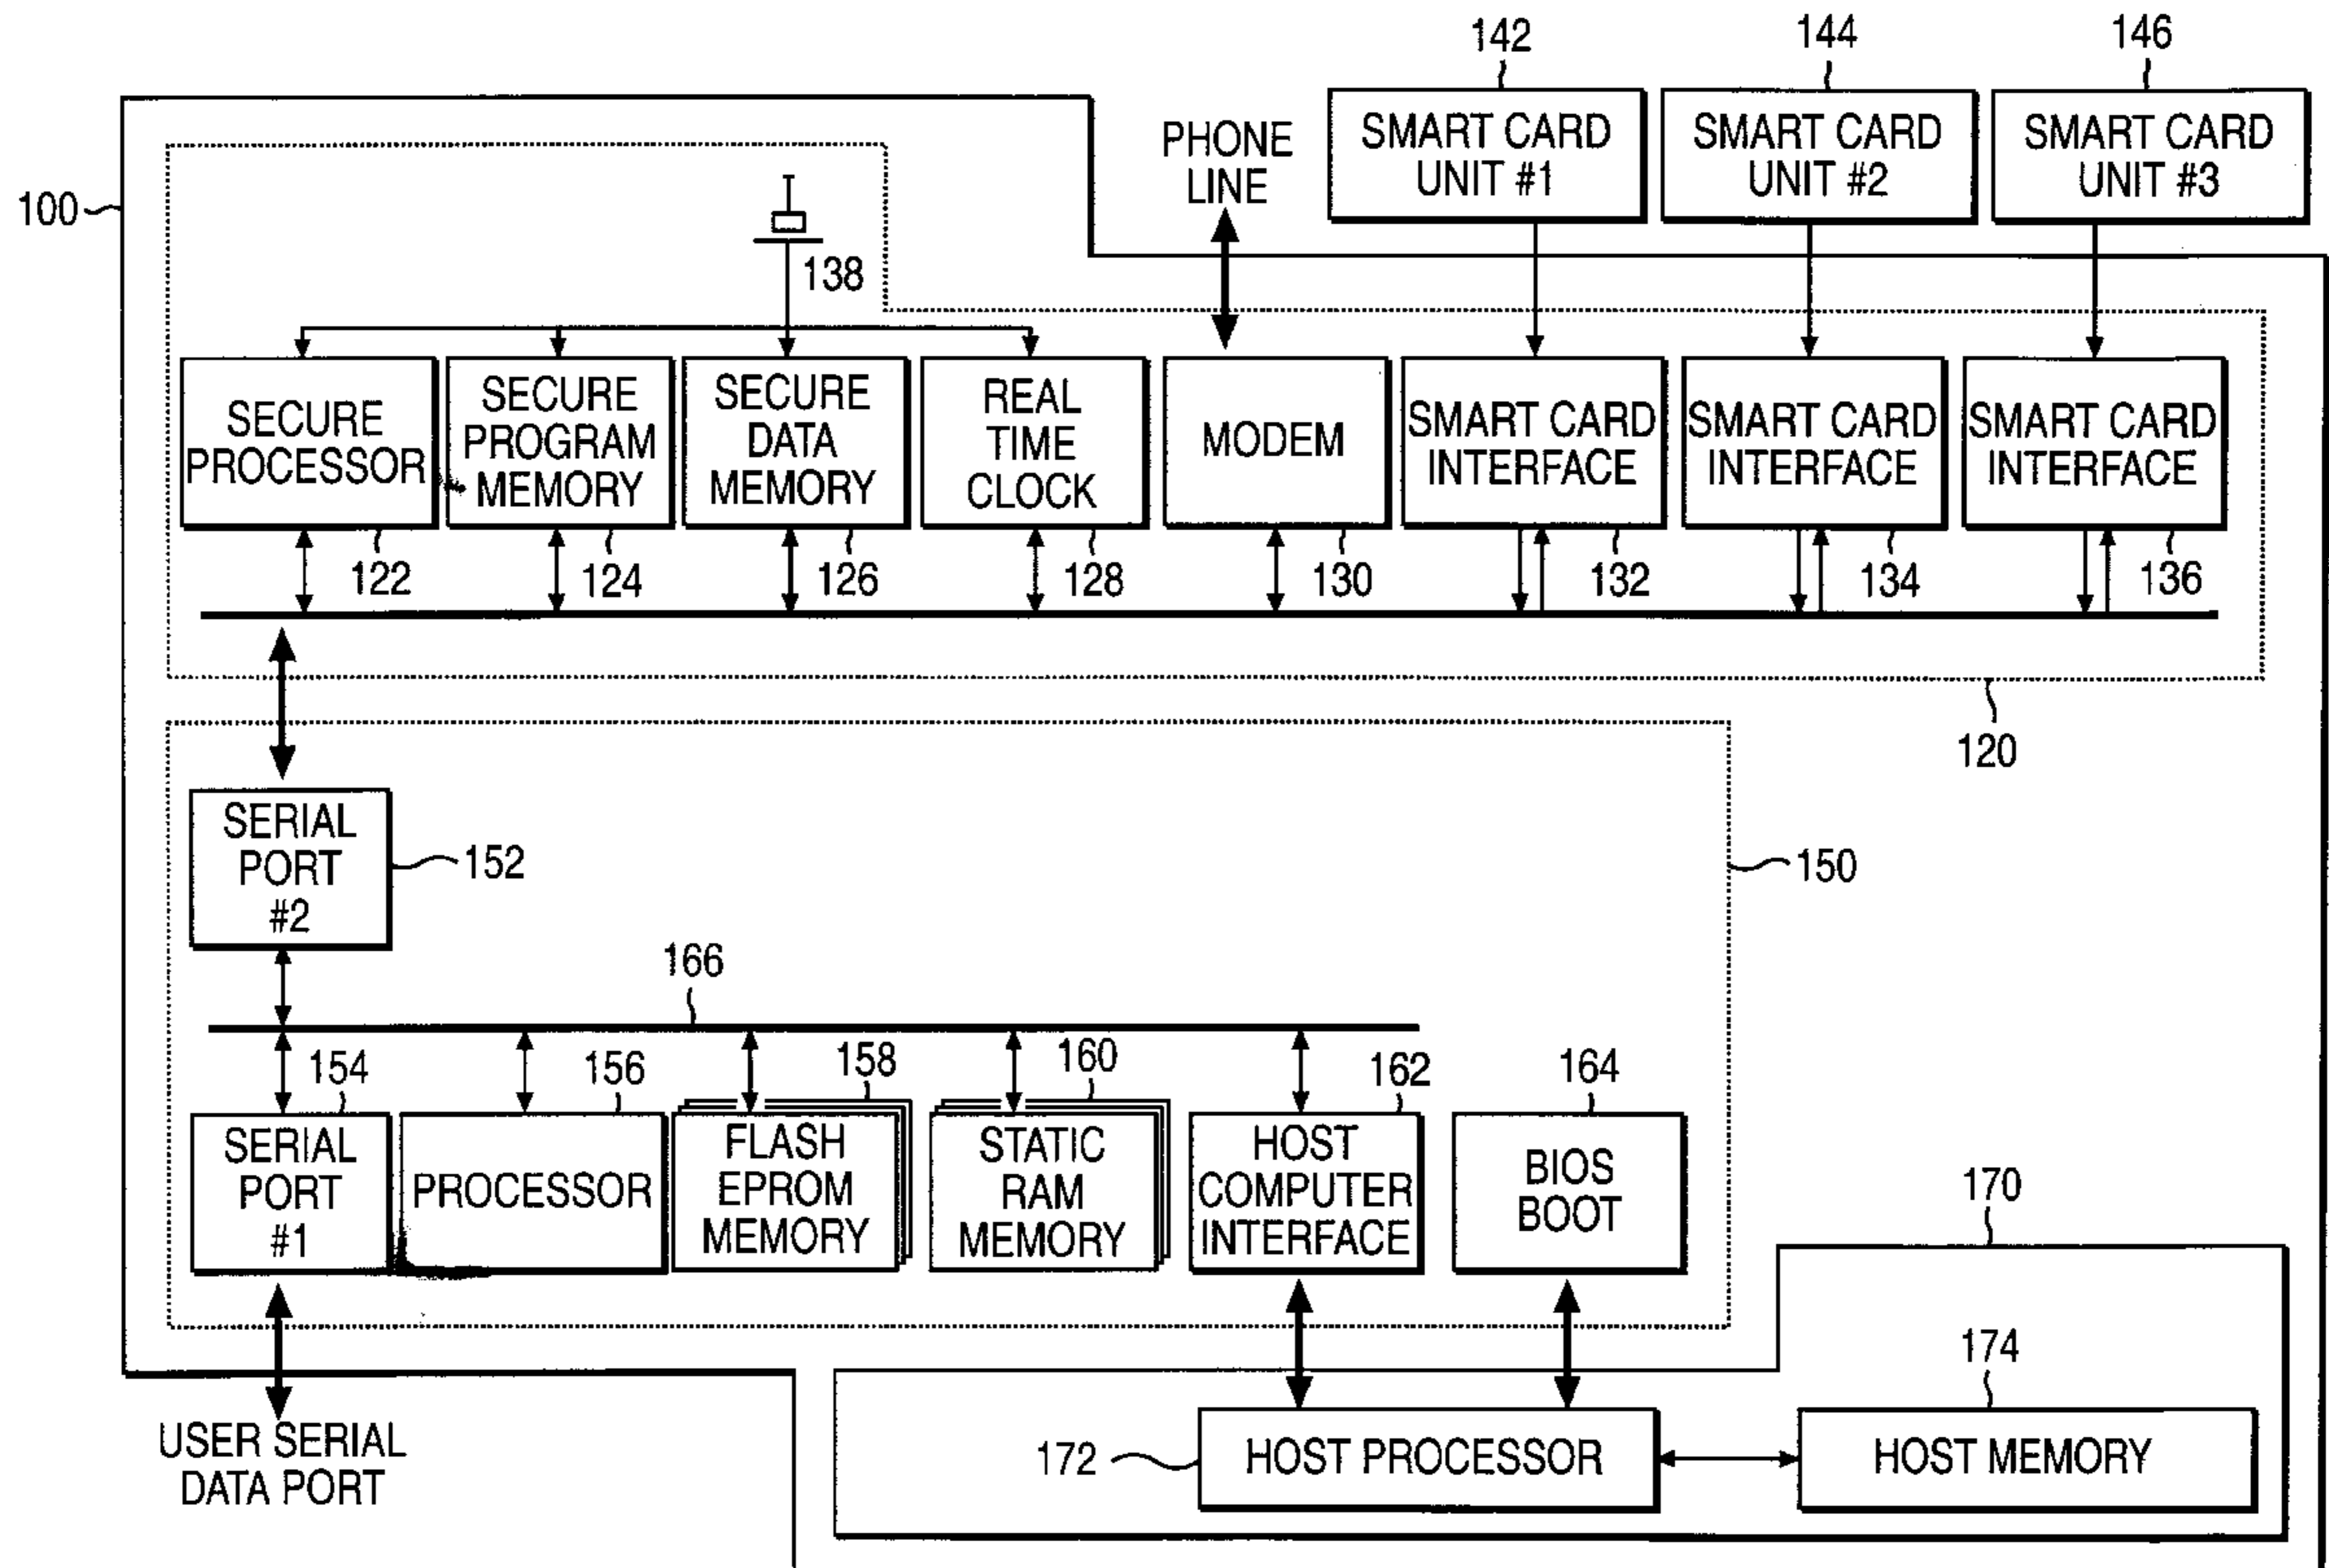 142
144
146
SMART CARD
UNIT #1
SMART CARD
UNIT #2
SMART CARD
UNIT #3
PHONE
LINE
100
138
SECURE
PROCESSOR
SECURE
PROGRAM
MEMORY
SECURE
DATA
MEMORY
REAL
TIME
CLOCK
MODEM
SMART CARD
INTERFACE
SMART CARD
INTERFACE
SMART CARD
INTERFACE
122
124
126
128
130
132
134
136
120
SERIAL
PORT
#2
152
150
166
154
156
158
160
162
164
SERIAL
PORT
#1
PROCESSOR
FLASH
EPROM
MEMORY
STATIC
RAM
MEMORY
HOST
COMPUTER
INTERFACE
BIOS
BOOT
170
174
USER SERIAL
DATA PORT
172
HOST PROCESSOR
HOST MEMORY